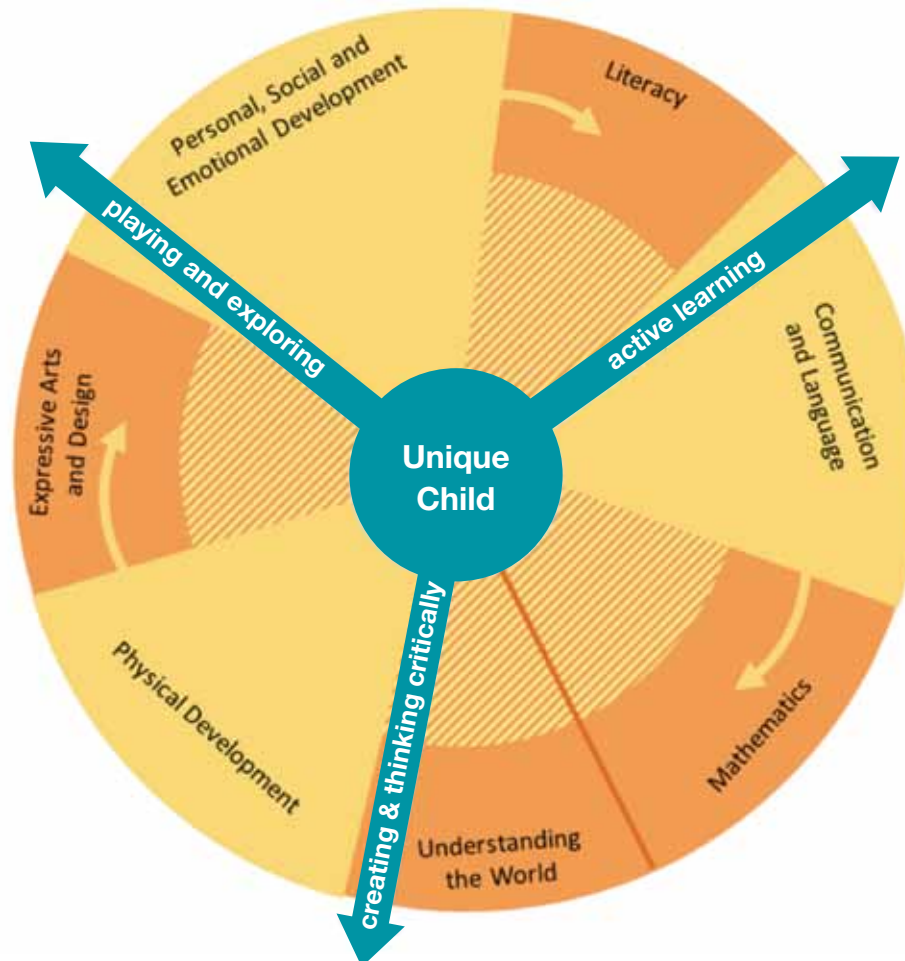 Personal, Social and
Emotional Development
Literacy
playing and exploring
active learning
Communication
and Language
Expressive Arts
and Design
Unique
Child
Physical Development
creating & thinking critically
Mathematics
Understanding
the World